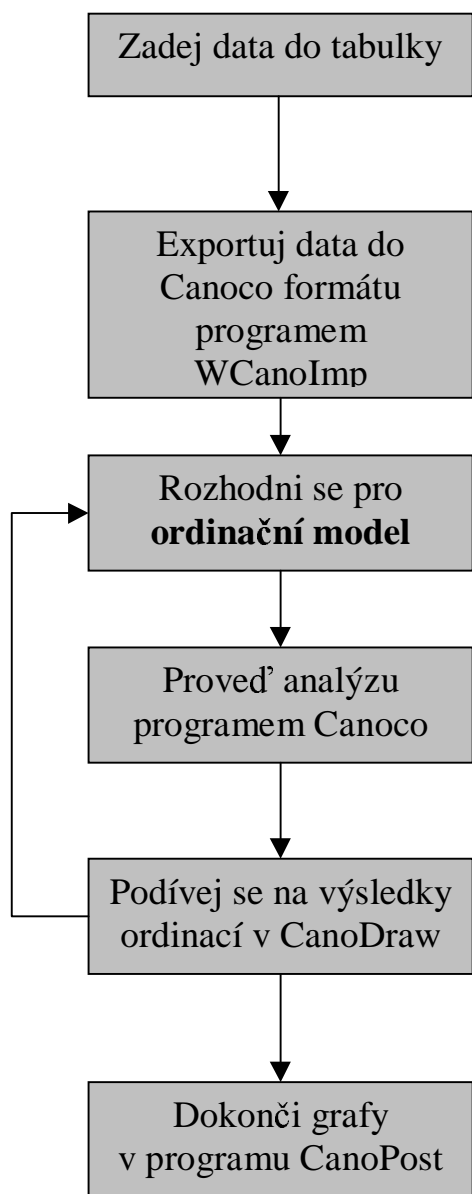 Zadej data do tabulky
Exportuj data do
Canoco formátu
programem
WCanoImp
Rozhodni se pro
ordinační model
Proveď analýzu
programem Canoco
Podívej se na výsledky
ordinací v CanoDraw
Dokonči grafy
v programu CanoPost